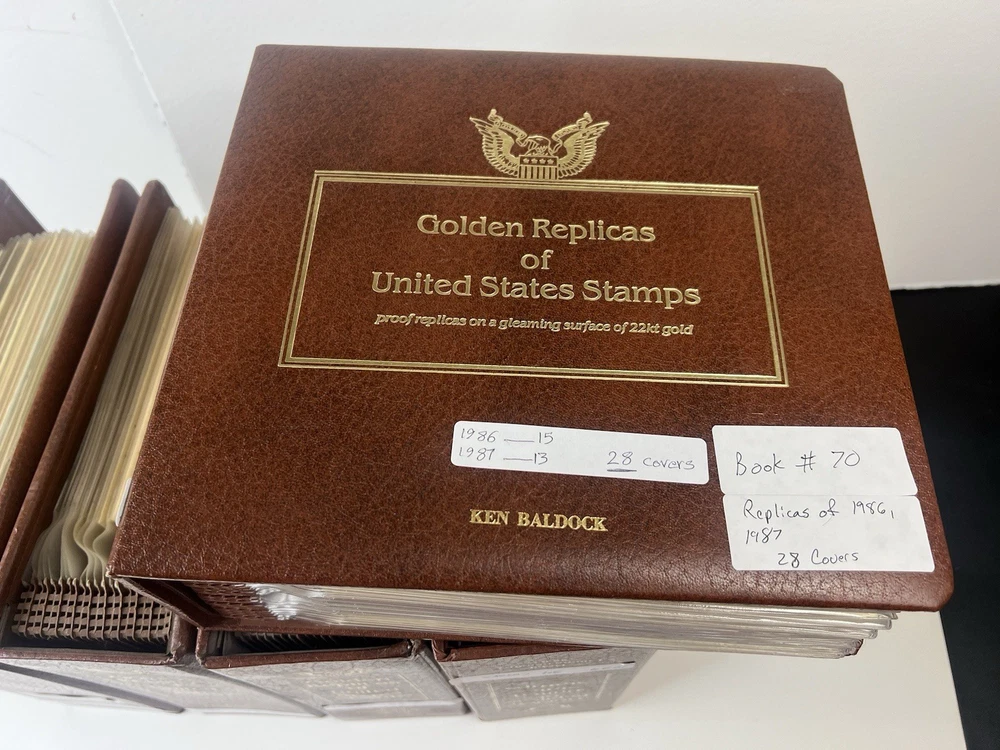 Golden Replicas
of
United States Stamps
proof replicas on a gleaming surface of 22kt gold
1986 — 15
1987 — 13 28 covers
Book # 70
Replicas of 1986,
1987
28 Covers
KEN BALDOCK